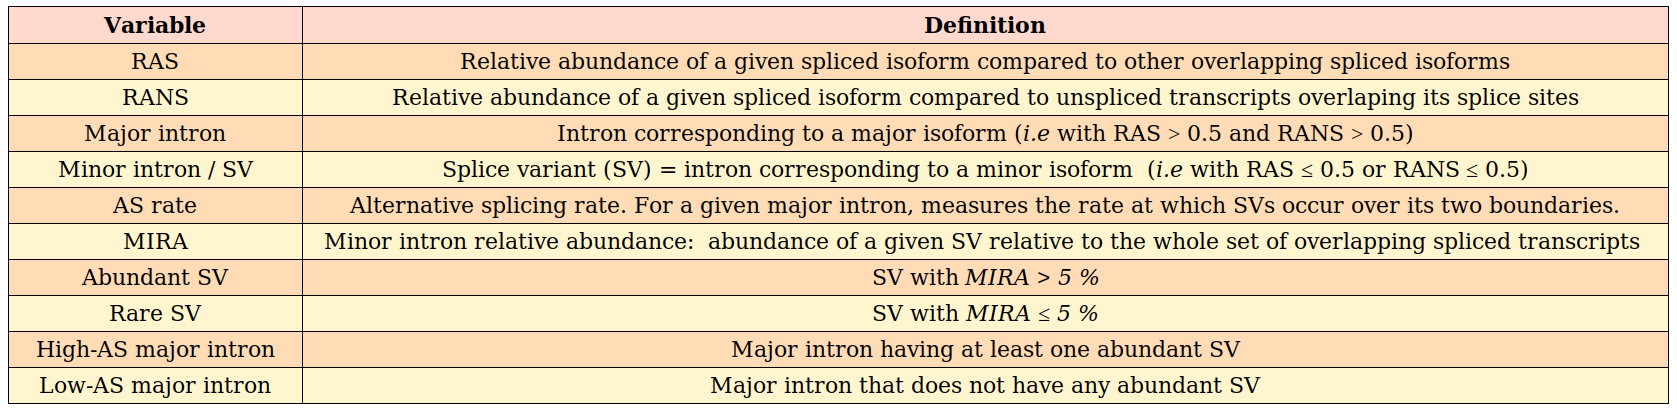 Variable Definition
RAS Relative abundance of a given spliced isoform compared to other overlapping spliced isoforms
RANS Relative abundance of a given spliced isoform compared to unspliced transcripts overlaping its splice sites
Major intron Intron corresponding to a major isoform (i.e with RAS > 0.5 and RANS > 0.5)
Minor intron / SV Splice variant (SV) = intron corresponding to a minor isoform (i.e with RAS ≤ 0.5 or RANS ≤ 0.5)
AS rate Alternative splicing rate. For a given major intron, measures the rate at which SVs occur over its two boundaries.
MIRA Minor intron relative abundance: abundance of a given SV relative to the whole set of overlapping spliced transcripts
Abundant SV SV with MIRA > 5 %
Rare SV SV with MIRA ≤ 5 %
High-AS major intron Major intron having at least one abundant SV
Low-AS major intron Major intron that does not have any abundant SV